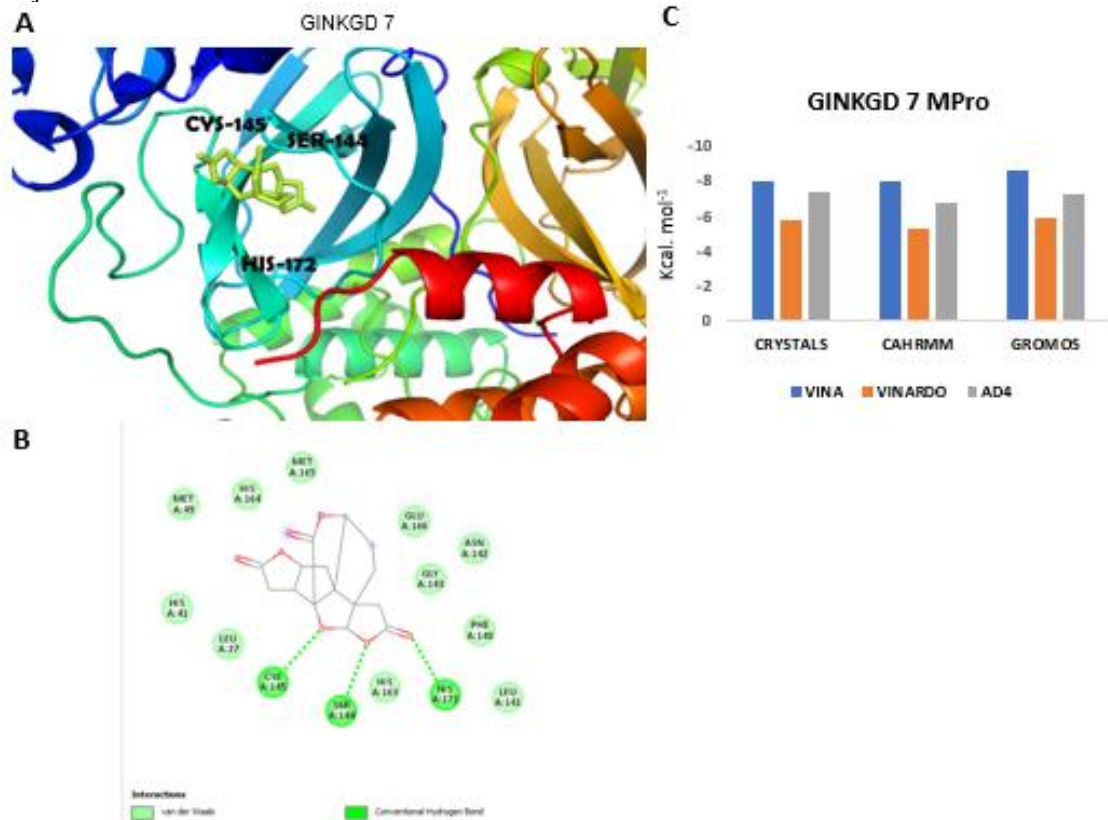 A
GINKGD 7
CYS-145
SER-144
HIS-172
C
GINKGD 7 MPro
Kcal. mol⁻¹
-10
-8
-6
-4
-2
0
CRYSTALS
CAHRMM
GROMOS
VINA
VINARDO
AD4
B
MET
A:165
HIS
A:164
MET
A:49
GLU
A:166
ASN
A:142
GLY
A:143
HIS
A:41
PHE
A:140
LEU
A:27
CYS
A:145
SER
A:144
HIS
A:163
HIS
A:172
LEU
A:141
Interactions
van der Waals
Conventional Hydrogen Bond